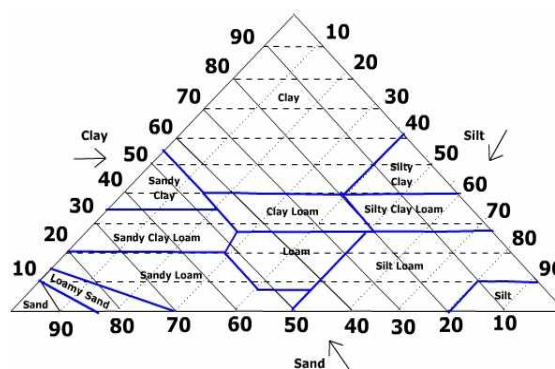 90
10
80
20
70
Clay
30
60
40
Clay
Silt
50
50
40
Sandy
Clay
Silty
Clay
60
30
Clay Loam
Silty Clay Loam
70
20
Sandy Clay Loam
Loam
80
10
Loamy Sand
Sandy Loam
Silt Loam
90
Sand
Silt
90
80
70
60
50
40
30
20
10
Sand